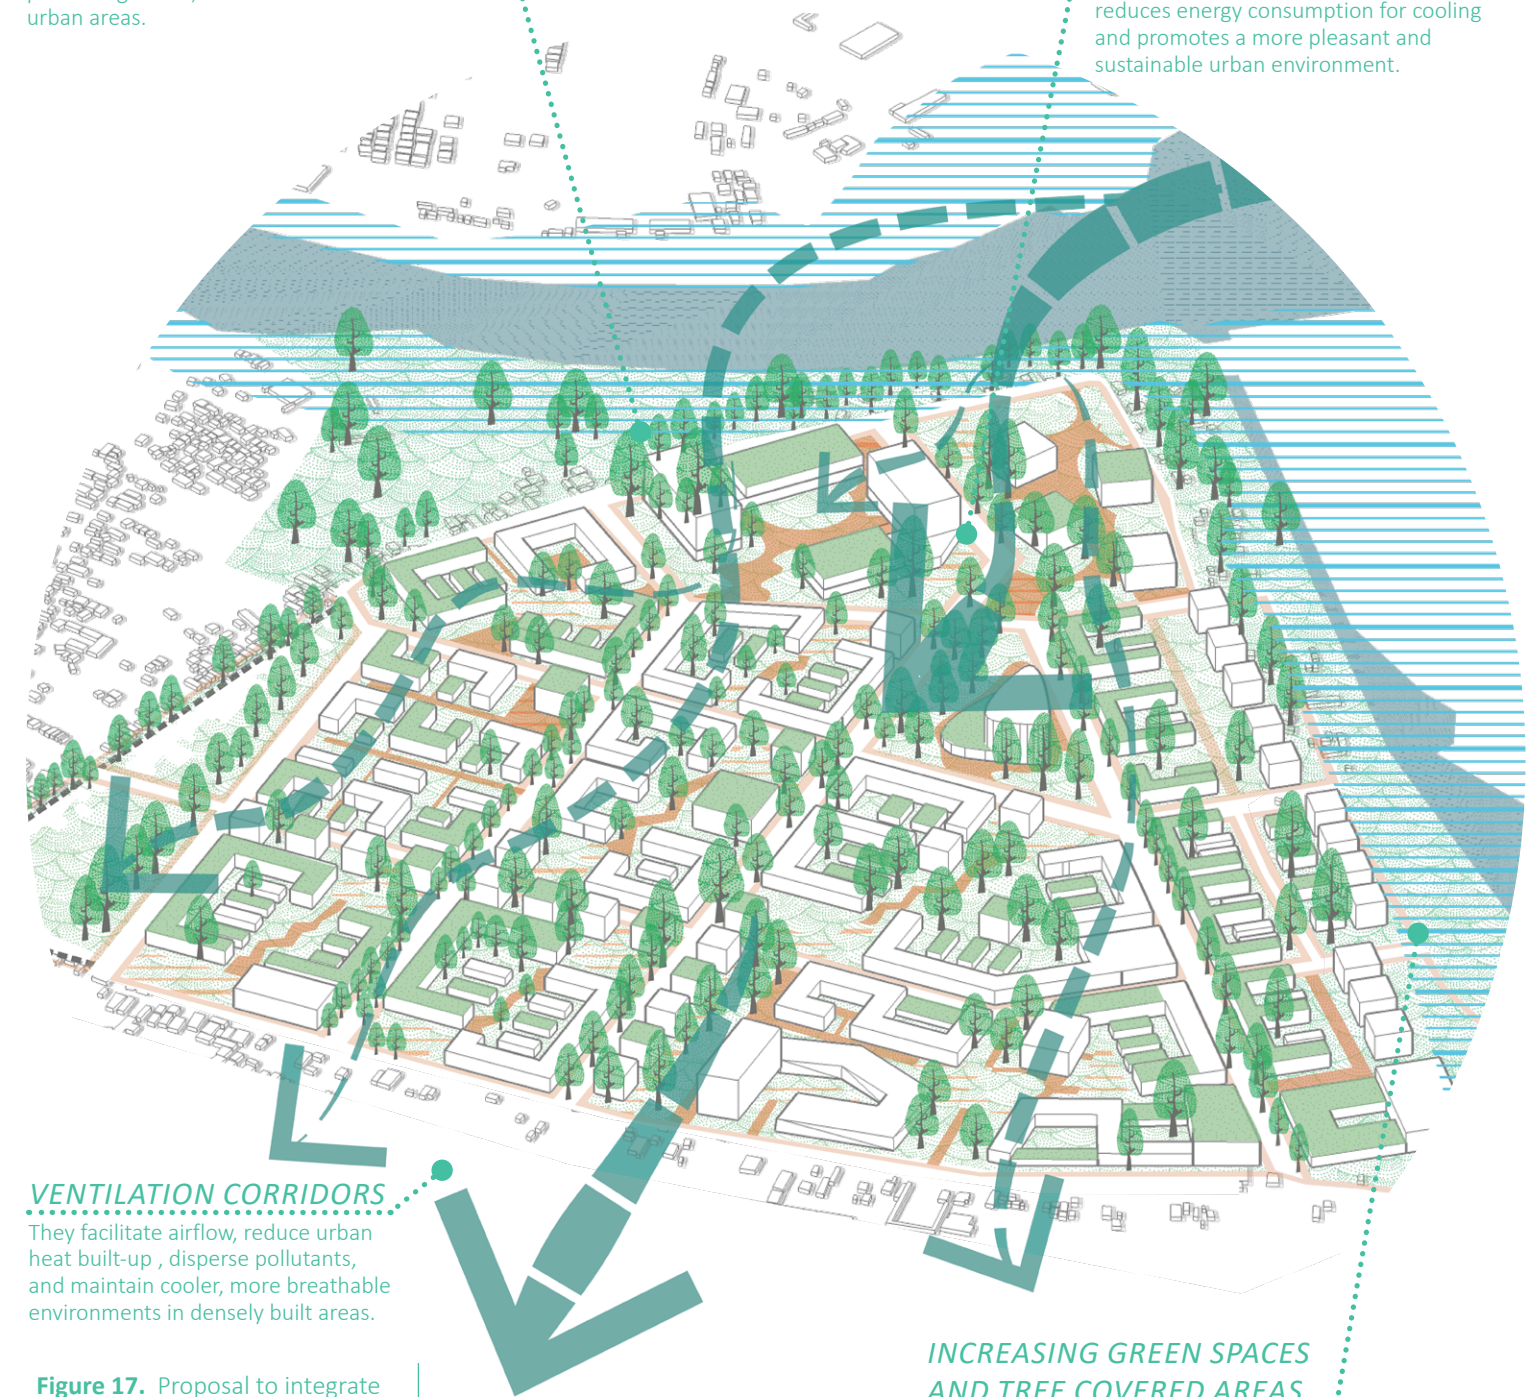 urban areas.
reduces energy consumption for cooling
and promotes a more pleasant and
sustainable urban environment.
VENTILATION CORRIDORS
They facilitate airflow, reduce urban
heat built-up , disperse pollutants,
and maintain cooler, more breathable
environments in densely built areas.
Figure 17. Proposal to integrate
INCREASING GREEN SPACES
AND TREE COVERED AREAS